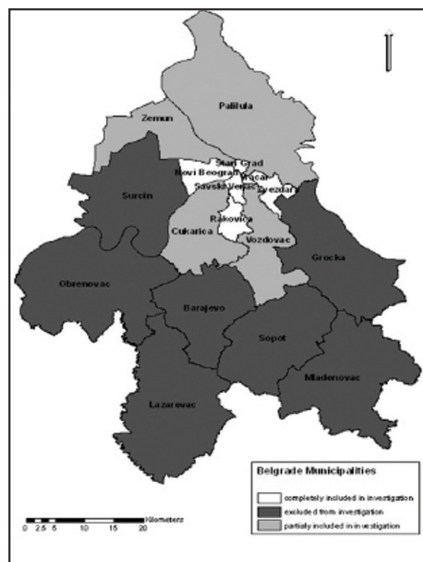 Palilula
Zemun
Stari Grad
Novi Beograd
Vracar
Savski Venac
Zvezdara
Surcin
Rakovica
Cukarica
Vozdovac
Grocka
Obrenovac
Barajevo
Sopot
Mladenovac
Lazarevac
Belgrade Municipalities
completely included in investigation
excluded from investigation
partialy included in investigation
Kilometers
0 2.5 5 10 15 20